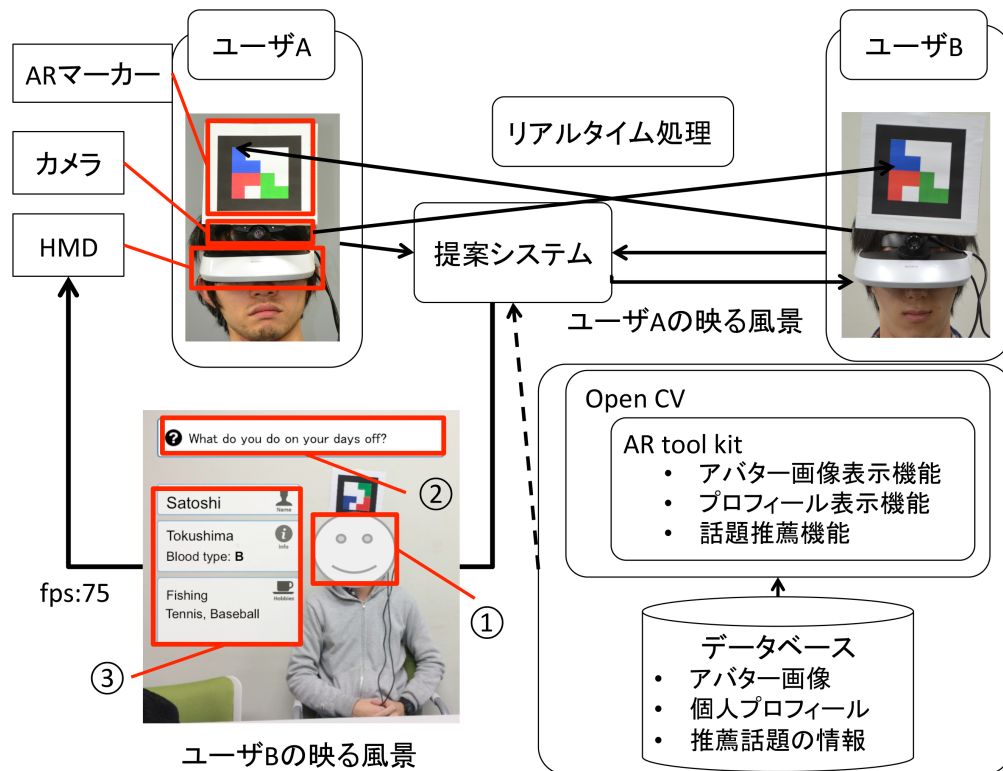 ユーザA
ユーザB
ARマーカー
カメラ
HMD
リアルタイム処理
提案システム
ユーザAの映る風景
Open CV
AR tool kit
• アバター画像表示機能
• プロフィール表示機能
• 話題推薦機能
データベース
• アバター画像
• 個人プロフィール
• 推薦話題の情報
fps:75
? What do you do on your days off?
②
Satoshi
Name
Tokushima
Blood type: B
i
Info
Fishing
Tennis, Baseball
Hobbies
①
③
ユーザBの映る風景